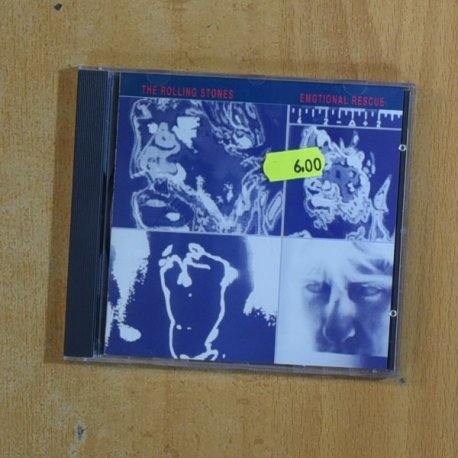 THE ROLLING STONES
EMOTIONAL RESCUE
6.00